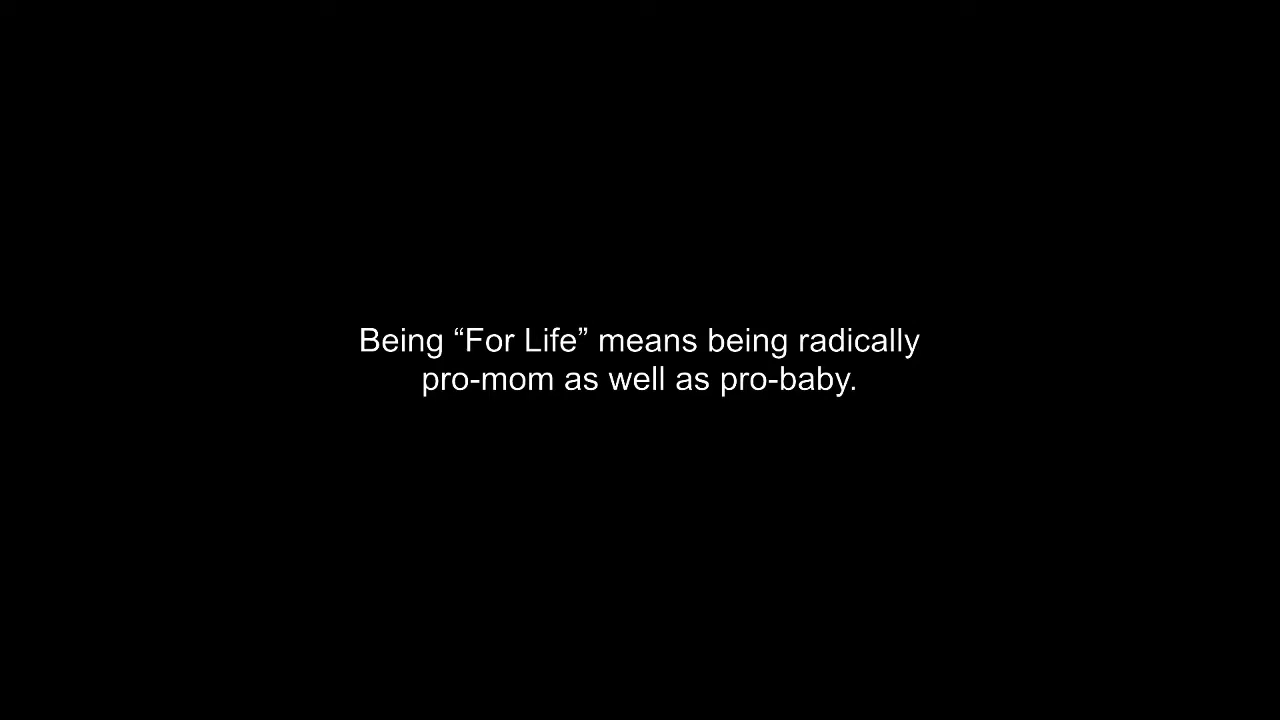 Being “For Life” means being radically
pro-mom as well as pro-baby.